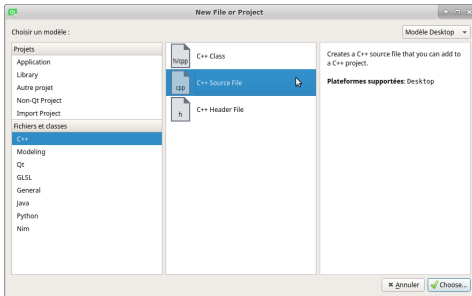 New File or Project
Choisir un modèle :
Modèle Desktop
Projets
Application
Library
Autre projet
Non-Qt Project
Import Project
Fichiers et classes
C++
Modeling
Qt
GLSL
General
Java
Python
Nim
h/cpp
C++ Class
cpp
C++ Source File
h
C++ Header File
Creates a C++ source file that you can add to
a C++ project.
Plateformes supportées: Desktop
Annuler
Choose...